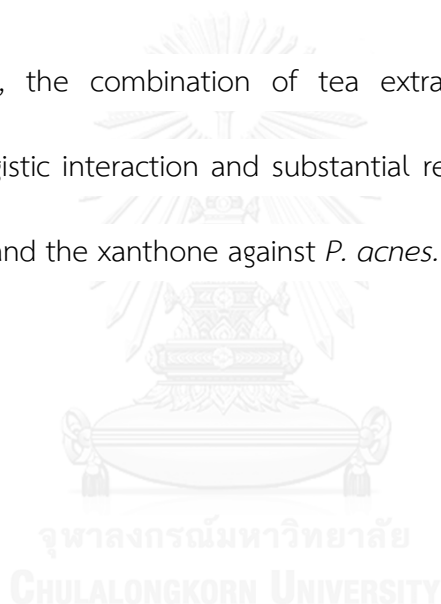 , the combination of tea extra
gistic interaction and substantial re
and the xanthone against P. acnes.
จุฬาลงกรณ์มหาวิทยาลัย
CHULALONGKORN UNIVERSITY